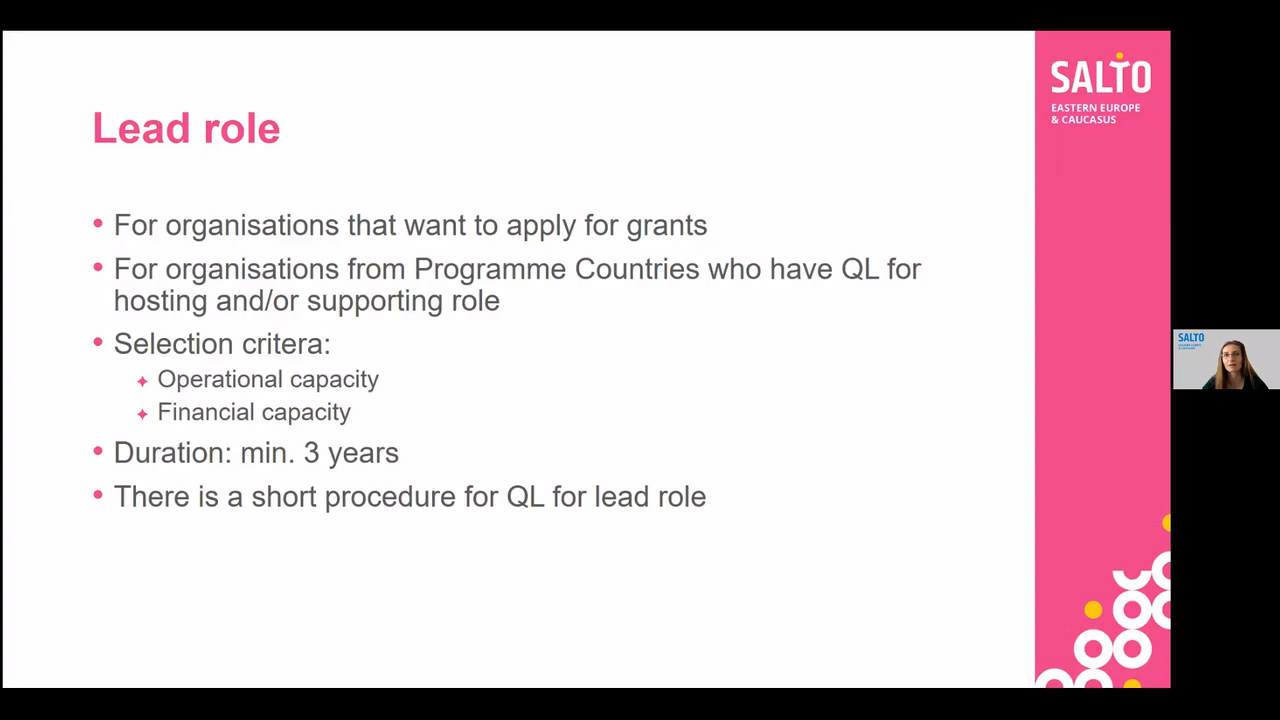 Lead role
• For organisations that want to apply for grants
• For organisations from Programme Countries who have QL for
hosting and/or supporting role
• Selection critera:
Operational capacity
Financial capacity
• Duration: min. 3 years
• There is a short procedure for QL for lead role
SALTO
EASTERN EUROPE
& CAUCASUS
SALTO